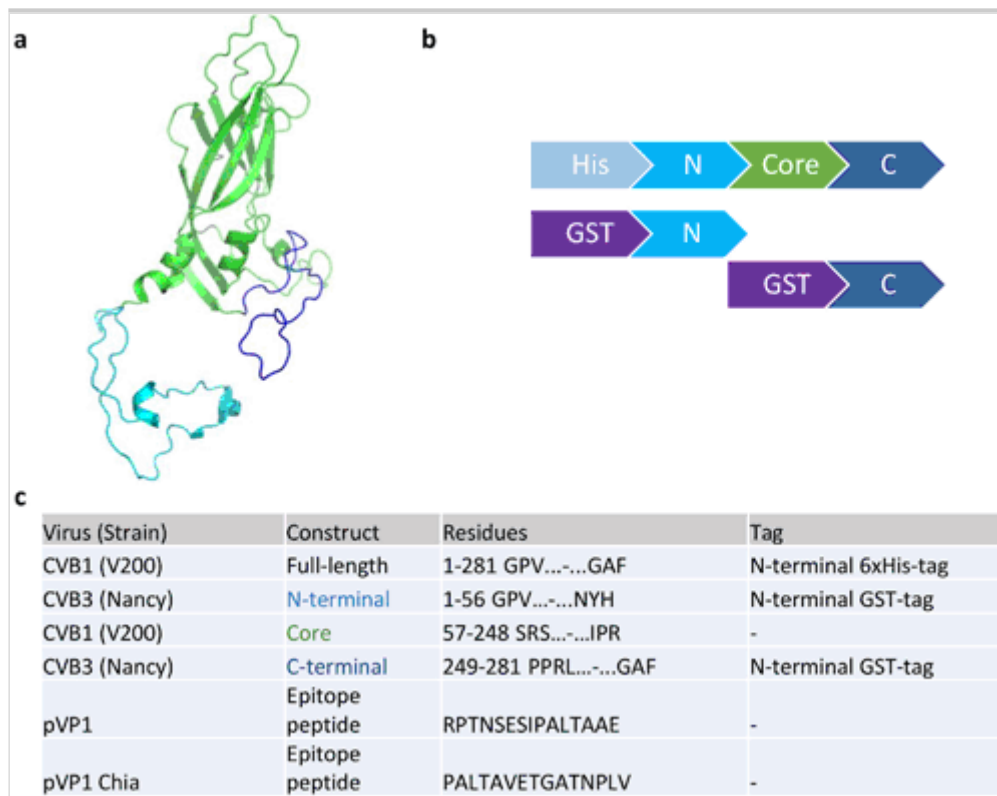 a
b
His N Core C
GST N
GST C
c
Virus (Strain) Construct Residues Tag
CVB1 (V200) Full-length 1-281 GPV...-...GAF N-terminal 6xHis-tag
CVB3 (Nancy) N-terminal 1-56 GPV...-...NYH N-terminal GST-tag
CVB1 (V200) Core 57-248 SRS...-...IPR -
CVB3 (Nancy) C-terminal 249-281 PPRL...-...GAF N-terminal GST-tag
Epitope
pVP1 peptide RPTNSESIPALTAAE -
Epitope
pVP1 Chia peptide PALTAVETGATNPLV -